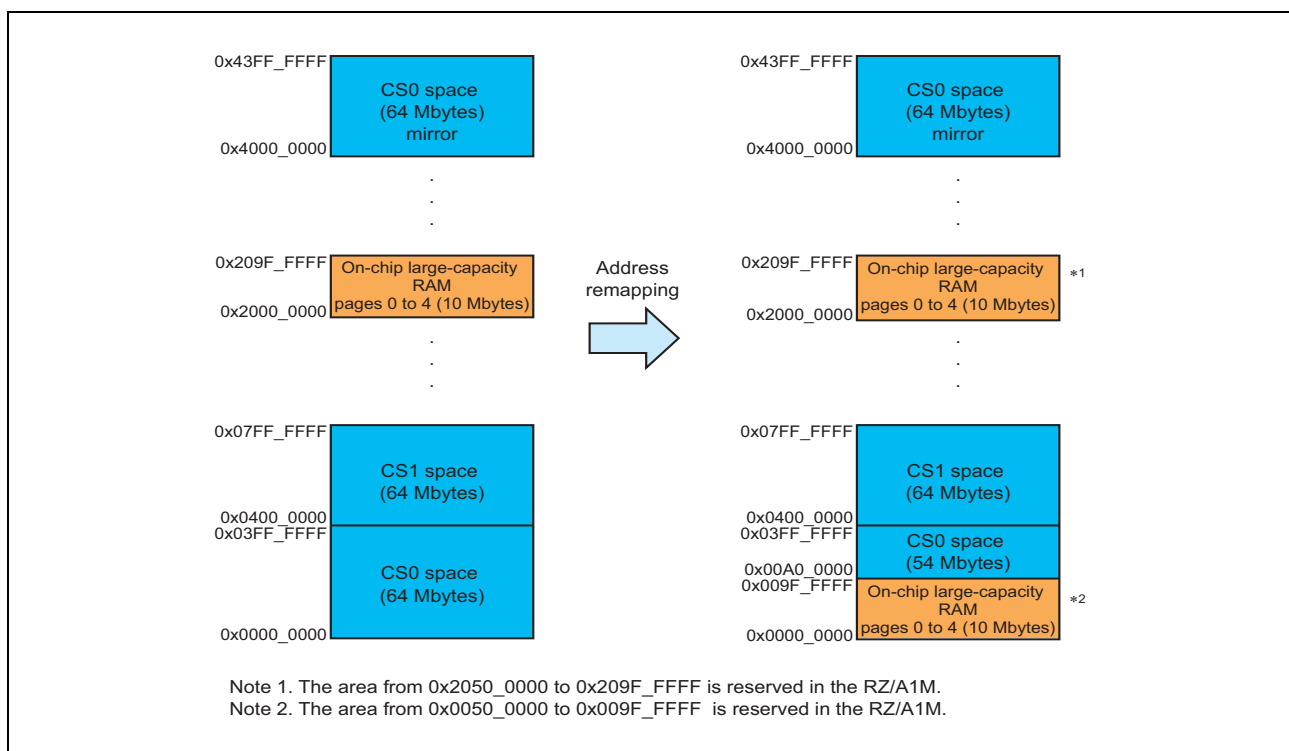 0x43FF_FFFF
CS0 space
(64 Mbytes)
mirror
0x4000_0000
0x209F_FFFF
On-chip large-capacity
RAM
pages 0 to 4 (10 Mbytes)
0x2000_0000
0x07FF_FFFF
CS1 space
(64 Mbytes)
0x0400_0000
0x03FF_FFFF
CS0 space
(64 Mbytes)
0x0000_0000
Address
remapping
0x43FF_FFFF
CS0 space
(64 Mbytes)
mirror
0x4000_0000
0x209F_FFFF
On-chip large-capacity
RAM
pages 0 to 4 (10 Mbytes)
*1
0x2000_0000
0x07FF_FFFF
CS1 space
(64 Mbytes)
0x0400_0000
0x03FF_FFFF
CS0 space
(54 Mbytes)
0x00A0_0000
0x009F_FFFF
On-chip large-capacity
RAM
pages 0 to 4 (10 Mbytes)
*2
0x0000_0000
Note 1. The area from 0x2050_0000 to 0x209F_FFFF is reserved in the RZ/A1M.
Note 2. The area from 0x0050_0000 to 0x009F_FFFF is reserved in the RZ/A1M.